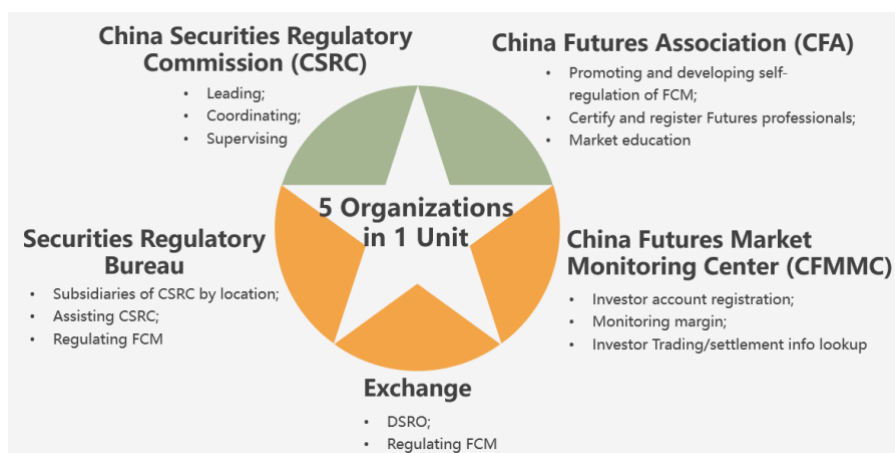 China Securities Regulatory
Commission (CSRC)
• Leading;
• Coordinating;
• Supervising
China Futures Association (CFA)
• Promoting and developing self-
regulation of FCM;
• Certify and register Futures professionals;
• Market education
5 Organizations
in 1 Unit
Securities Regulatory
Bureau
• Subsidiaries of CSRC by location;
• Assisting CSRC;
• Regulating FCM
China Futures Market
Monitoring Center (CFMMC)
• Investor account registration;
• Monitoring margin;
• Investor Trading/settlement info lookup
Exchange
• DSRO;
• Regulating FCM